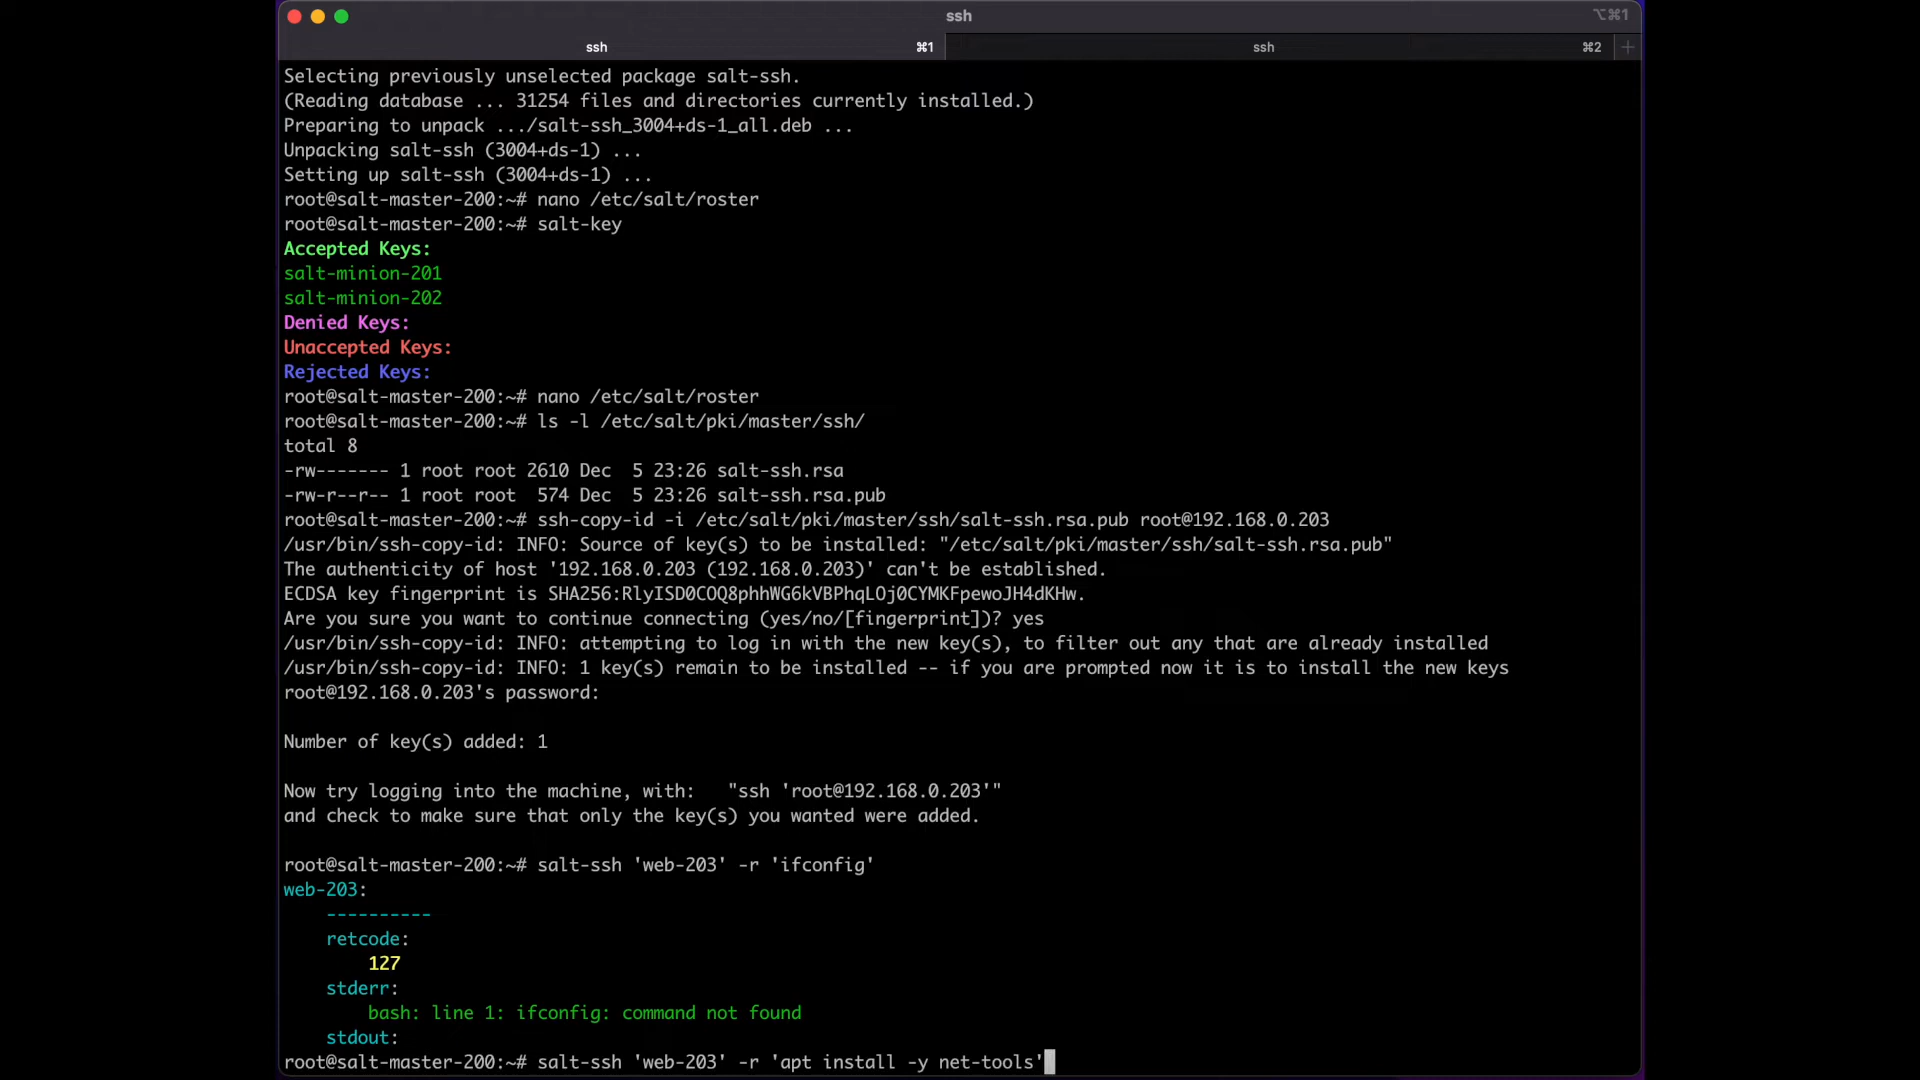 ssh
⌥⌘1
ssh ⌘1 ssh ⌘2 +
Selecting previously unselected package salt-ssh.
(Reading database ... 31254 files and directories currently installed.)
Preparing to unpack .../salt-ssh_3004+ds-1_all.deb ...
Unpacking salt-ssh (3004+ds-1) ...
Setting up salt-ssh (3004+ds-1) ...
root@salt-master-200:~# nano /etc/salt/roster
root@salt-master-200:~# salt-key
Accepted Keys:
salt-minion-201
salt-minion-202
Denied Keys:
Unaccepted Keys:
Rejected Keys:
root@salt-master-200:~# nano /etc/salt/roster
root@salt-master-200:~# ls -l /etc/salt/pki/master/ssh/
total 8
-rw------- 1 root root 2610 Dec  5 23:26 salt-ssh.rsa
-rw-r--r-- 1 root root  574 Dec  5 23:26 salt-ssh.rsa.pub
root@salt-master-200:~# ssh-copy-id -i /etc/salt/pki/master/ssh/salt-ssh.rsa.pub root@192.168.0.203
/usr/bin/ssh-copy-id: INFO: Source of key(s) to be installed: "/etc/salt/pki/master/ssh/salt-ssh.rsa.pub"
The authenticity of host '192.168.0.203 (192.168.0.203)' can't be established.
ECDSA key fingerprint is SHA256:RlyISD0COQ8phhWG6kVBPhqLOj0CYMKFpewoJH4dKHw.
Are you sure you want to continue connecting (yes/no/[fingerprint])? yes
/usr/bin/ssh-copy-id: INFO: attempting to log in with the new key(s), to filter out any that are already installed
/usr/bin/ssh-copy-id: INFO: 1 key(s) remain to be installed -- if you are prompted now it is to install the new keys
root@192.168.0.203's password:
Number of key(s) added: 1
Now try logging into the machine, with:   "ssh 'root@192.168.0.203'"
and check to make sure that only the key(s) you wanted were added.
root@salt-master-200:~# salt-ssh 'web-203' -r 'ifconfig'
web-203:
----------
retcode:
127
stderr:
bash: line 1: ifconfig: command not found
stdout:
root@salt-master-200:~# salt-ssh 'web-203' -r 'apt install -y net-tools'